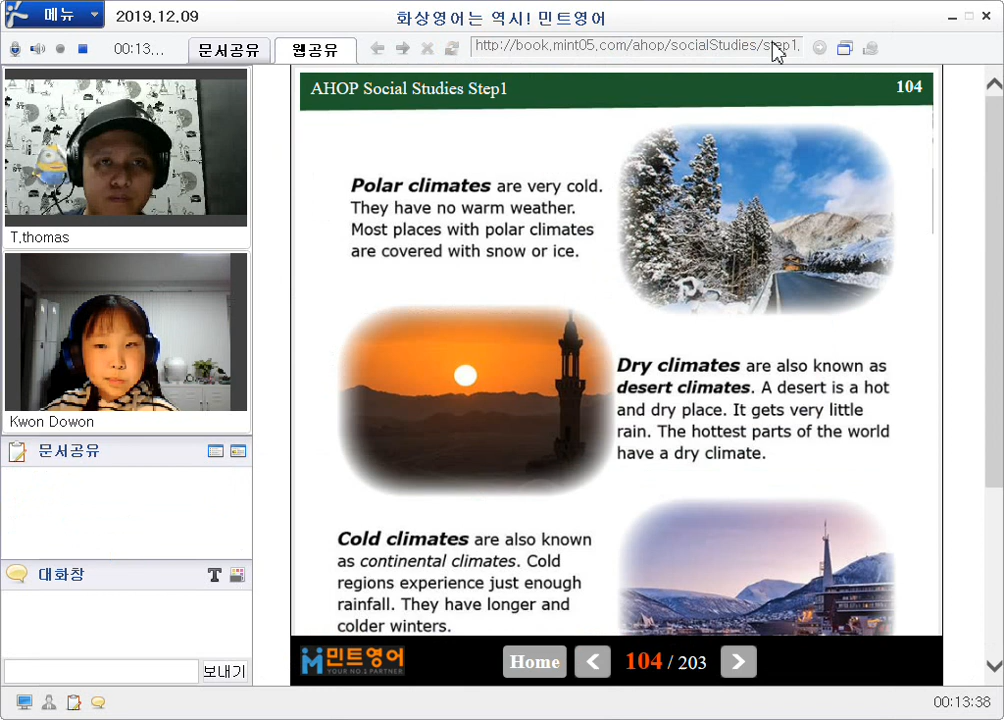 메뉴
2019.12.09
화상영어는 역시! 민트영어
00:13...
문서공유
웹공유
http://book.mint05.com/ahop/socialStudies/step1.
T.thomas
Kwon Dowon
문서공유
대화창
T
보내기
AHOP Social Studies Step1
104
Polar climates are very cold.
They have no warm weather.
Most places with polar climates
are covered with snow or ice.
Dry climates are also known as
desert climates. A desert is a hot
and dry place. It gets very little
rain. The hottest parts of the world
have a dry climate.
Cold climates are also known
as continental climates. Cold
regions experience just enough
rainfall. They have longer and
colder winters.
민트영어
YOUR NO.1 PARTNER
Home
<
104 / 203
>
00:13:38